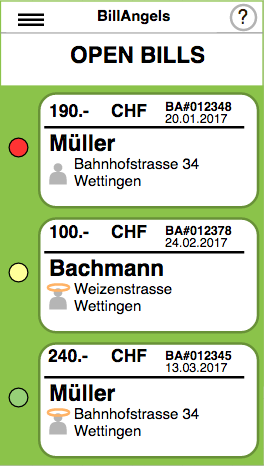 BillAngels ?
OPEN BILLS
190.- CHF BA#012348
20.01.2017
Müller
Bahnhofstrasse 34
Wettingen
100.- CHF BA#012378
24.02.2017
Bachmann
Weizenstrasse
Wettingen
240.- CHF BA#012345
13.03.2017
Müller
Bahnhofstrasse 34
Wettingen